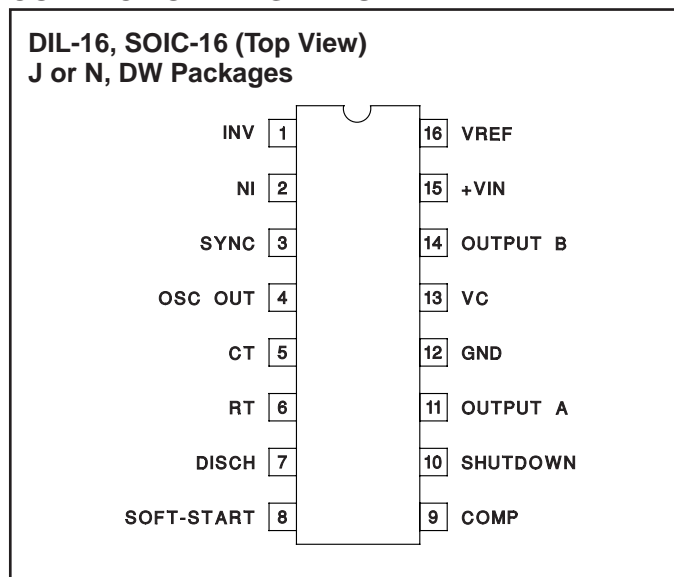 DIL-16, SOIC-16 (Top View)
J or N, DW Packages
INV 1 16 VREF
NI 2 15 +VIN
SYNC 3 14 OUTPUT B
OSC OUT 4 13 VC
CT 5 12 GND
RT 6 11 OUTPUT A
DISCH 7 10 SHUTDOWN
SOFT-START 8 9 COMP